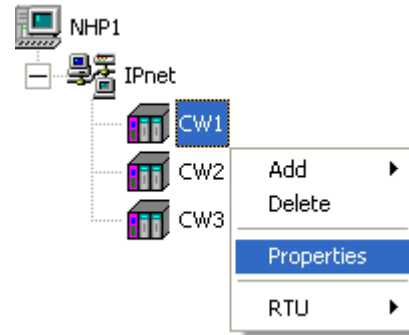 NHP1
IPnet
CW1
CW2
CW3
Add
Delete
Properties
RTU